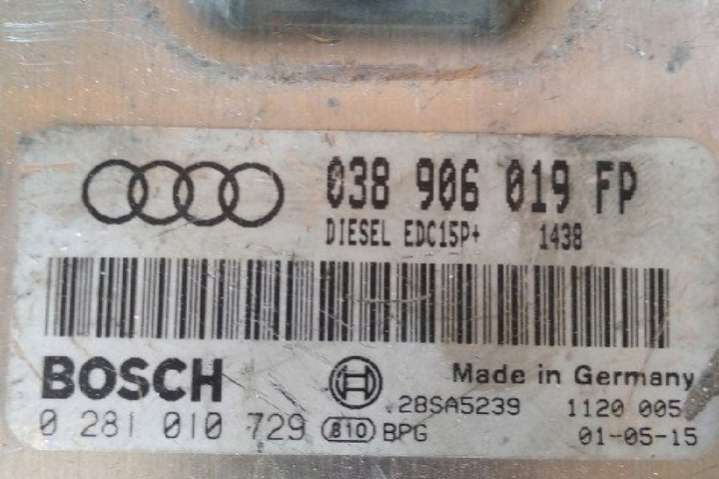 038 906 019 FP
DIESEL EDC15P+ 1438
BOSCH Made in Germany
28SA5239 1120 005
0 281 010 729 810 BPG 01-05-15